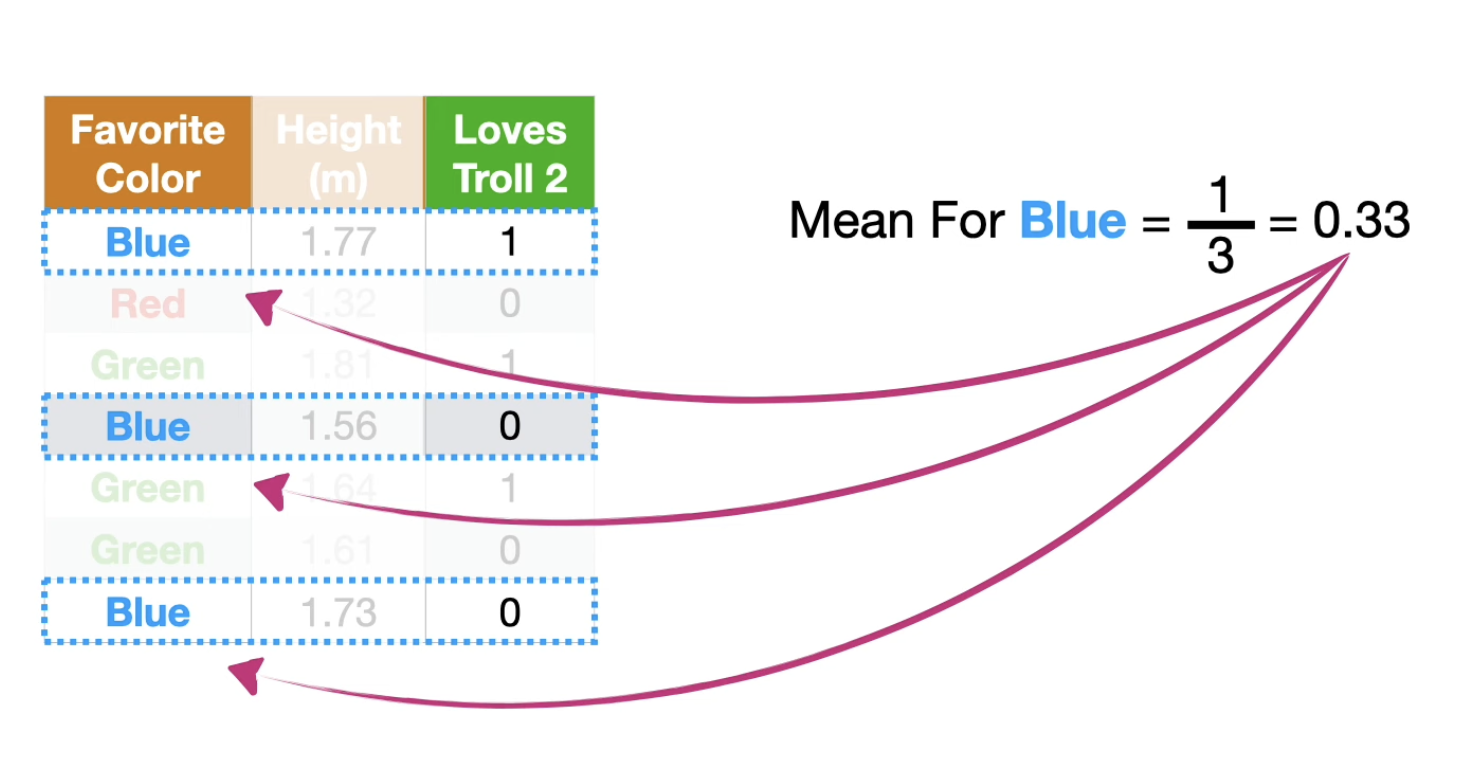 Favorite Color Height (m) Loves Troll 2
Blue 1.77 1
Red 1.32 0
Green 1.81 1
Blue 1.56 0
Green 1.64 1
Green 1.61 0
Blue 1.73 0
Mean For Blue = 1/3 = 0.33